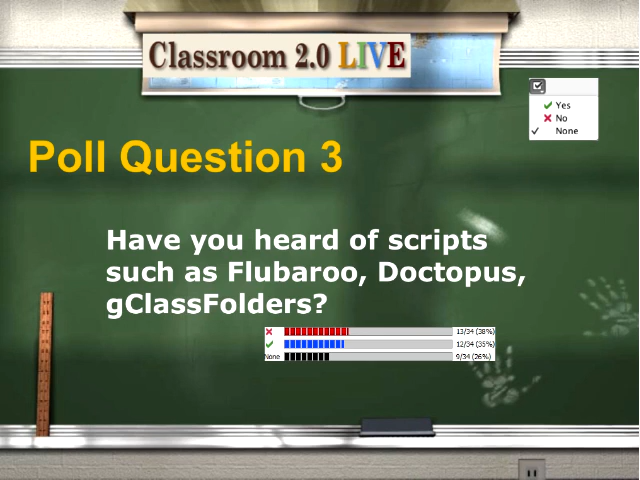 Classroom 2.0 LIVE
Yes
No
None
Poll Question 3
Have you heard of scripts
such as Flubaroo, Doctopus,
gClassFolders?
13/34 (38%)
12/34 (35%)
None 9/34 (26%)